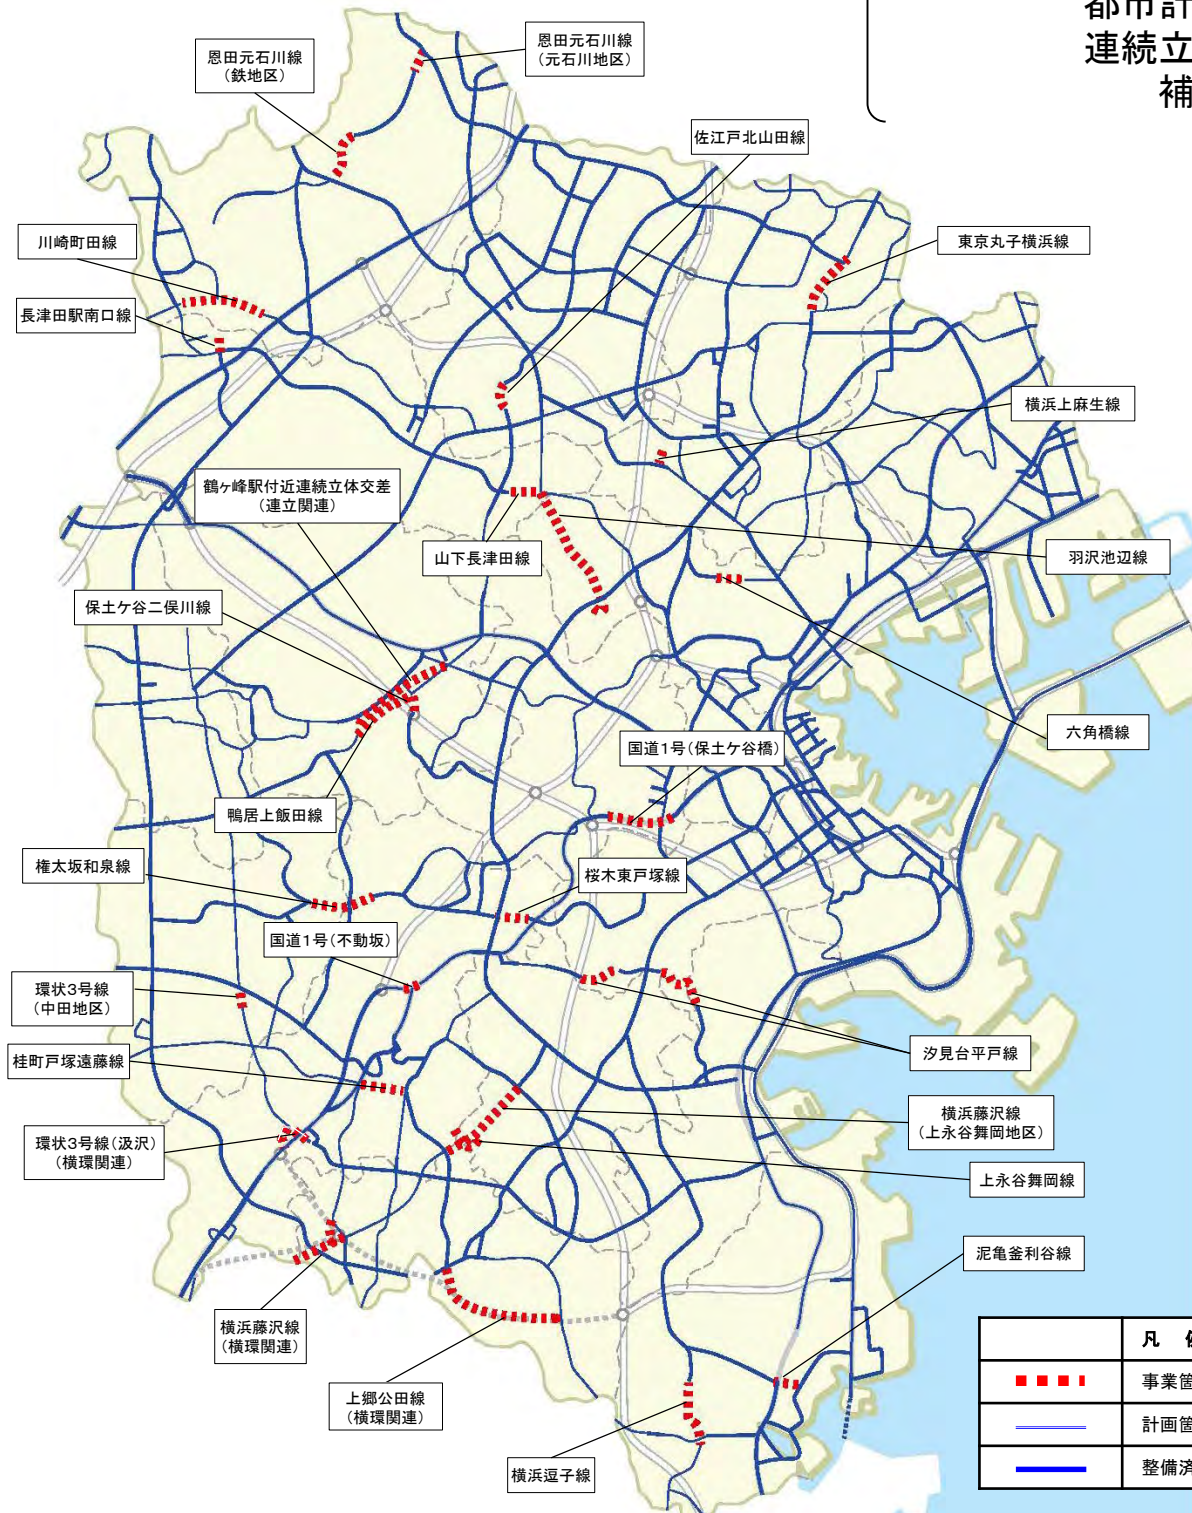 都市計
連続立
補
恩田元石川線
(鉄地区)
恩田元石川線
(元石川地区)
佐江戸北山田線
川崎町田線
東京丸子横浜線
長津田駅南口線
横浜上麻生線
鶴ヶ峰駅付近連続立体交差
(連立関連)
山下長津田線
羽沢池辺線
保土ケ谷二俣川線
六角橋線
国道1号(保土ケ谷橋)
鴨居上飯田線
権太坂和泉線
桜木東戸塚線
国道1号(不動坂)
環状3号線
(中田地区)
汐見台平戸線
桂町戸塚遠藤線
横浜藤沢線
(上永谷舞岡地区)
環状3号線(汲沢)
(横環関連)
上永谷舞岡線
泥亀釜利谷線
横浜藤沢線
(横環関連)
上郷公田線
(横環関連)
横浜逗子線
凡 例
事業箇
計画箇
整備済